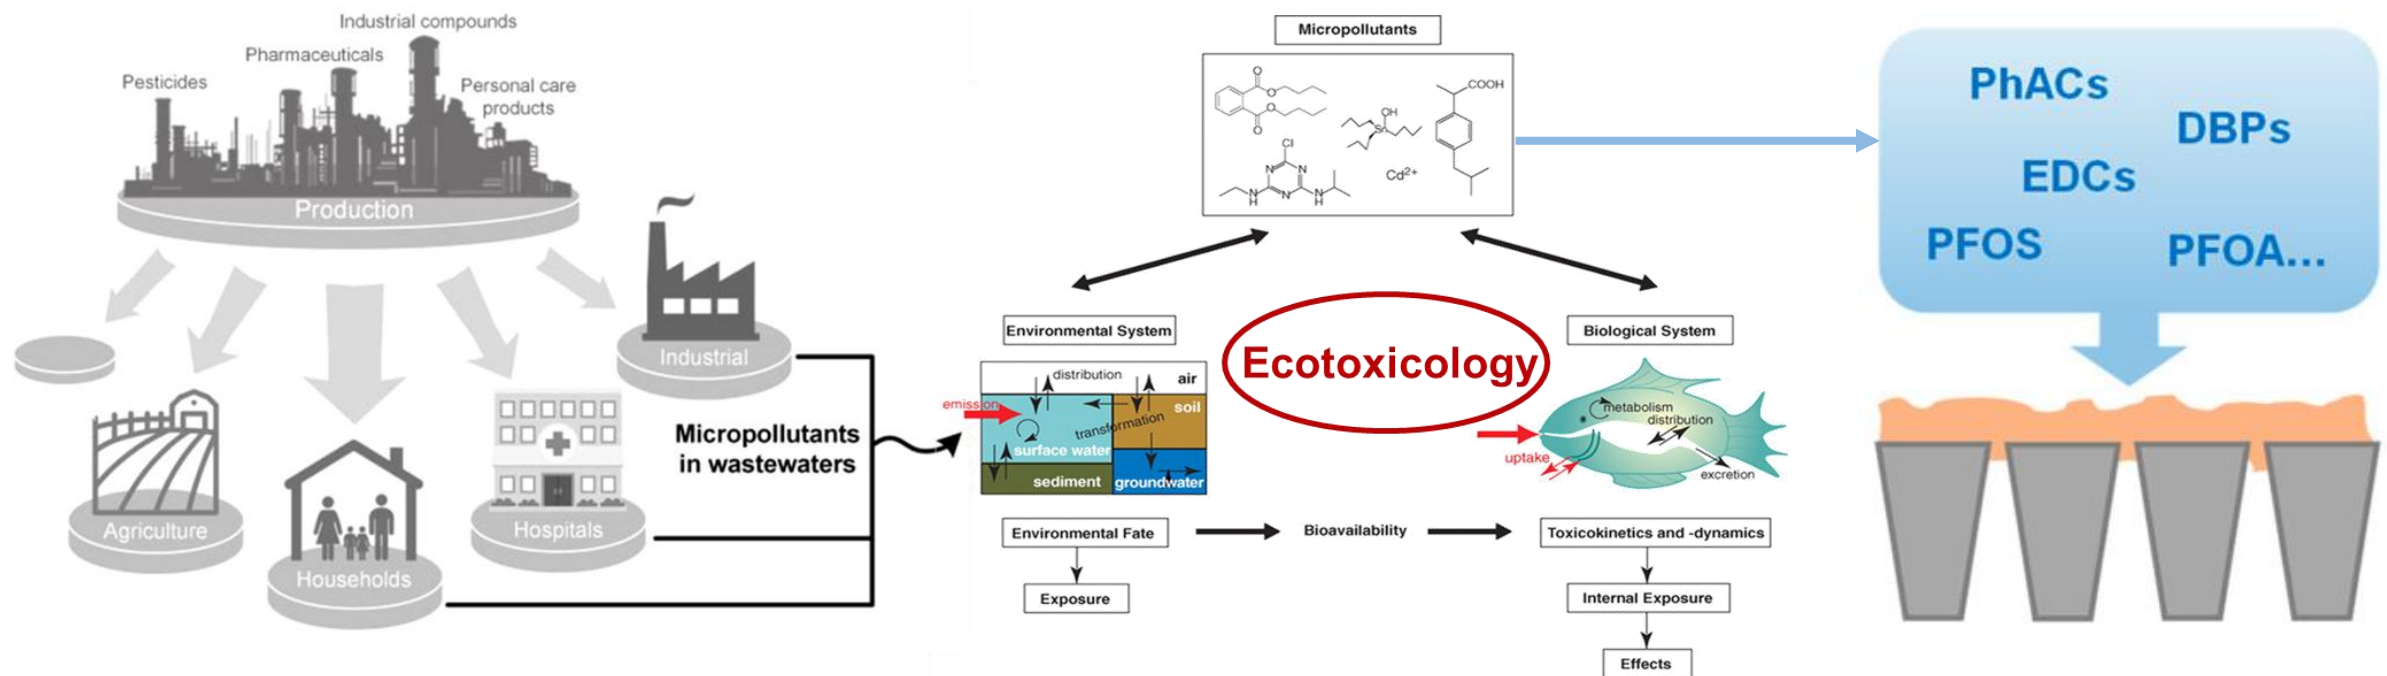 Industrial compounds
Pharmaceuticals
Pesticides
Personal care
products
Production
Industrial
Agriculture
Hospitals
Households
Micropollutants
in wastewaters
Micropollutants
O
O
O
O
OH
Sn
COOH
Cl
N
N
N
N
H
N
H
Cd2+
Environmental System
Ecotoxicology
Biological System
distribution
air
emission
soil
transformation
surface water
sediment
groundwater
metabolism
distribution
uptake
excretion
Environmental Fate
Bioavailability
Toxicokinetics and -dynamics
Exposure
Internal Exposure
Effects
PhACs
DBPs
EDCs
PFOS
PFOA...